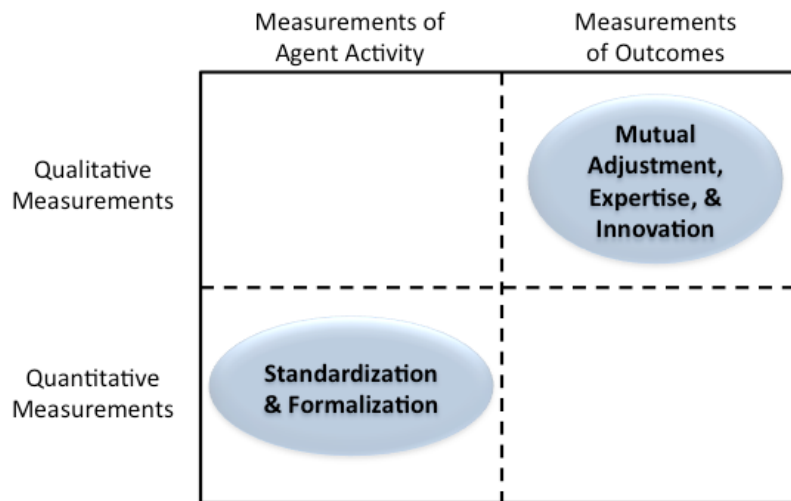 Measurements of
Agent Activity
Measurements
of Outcomes
Qualitative
Measurements
Mutual
Adjustment,
Expertise, &
Innovation
Quantitative
Measurements
Standardization
& Formalization